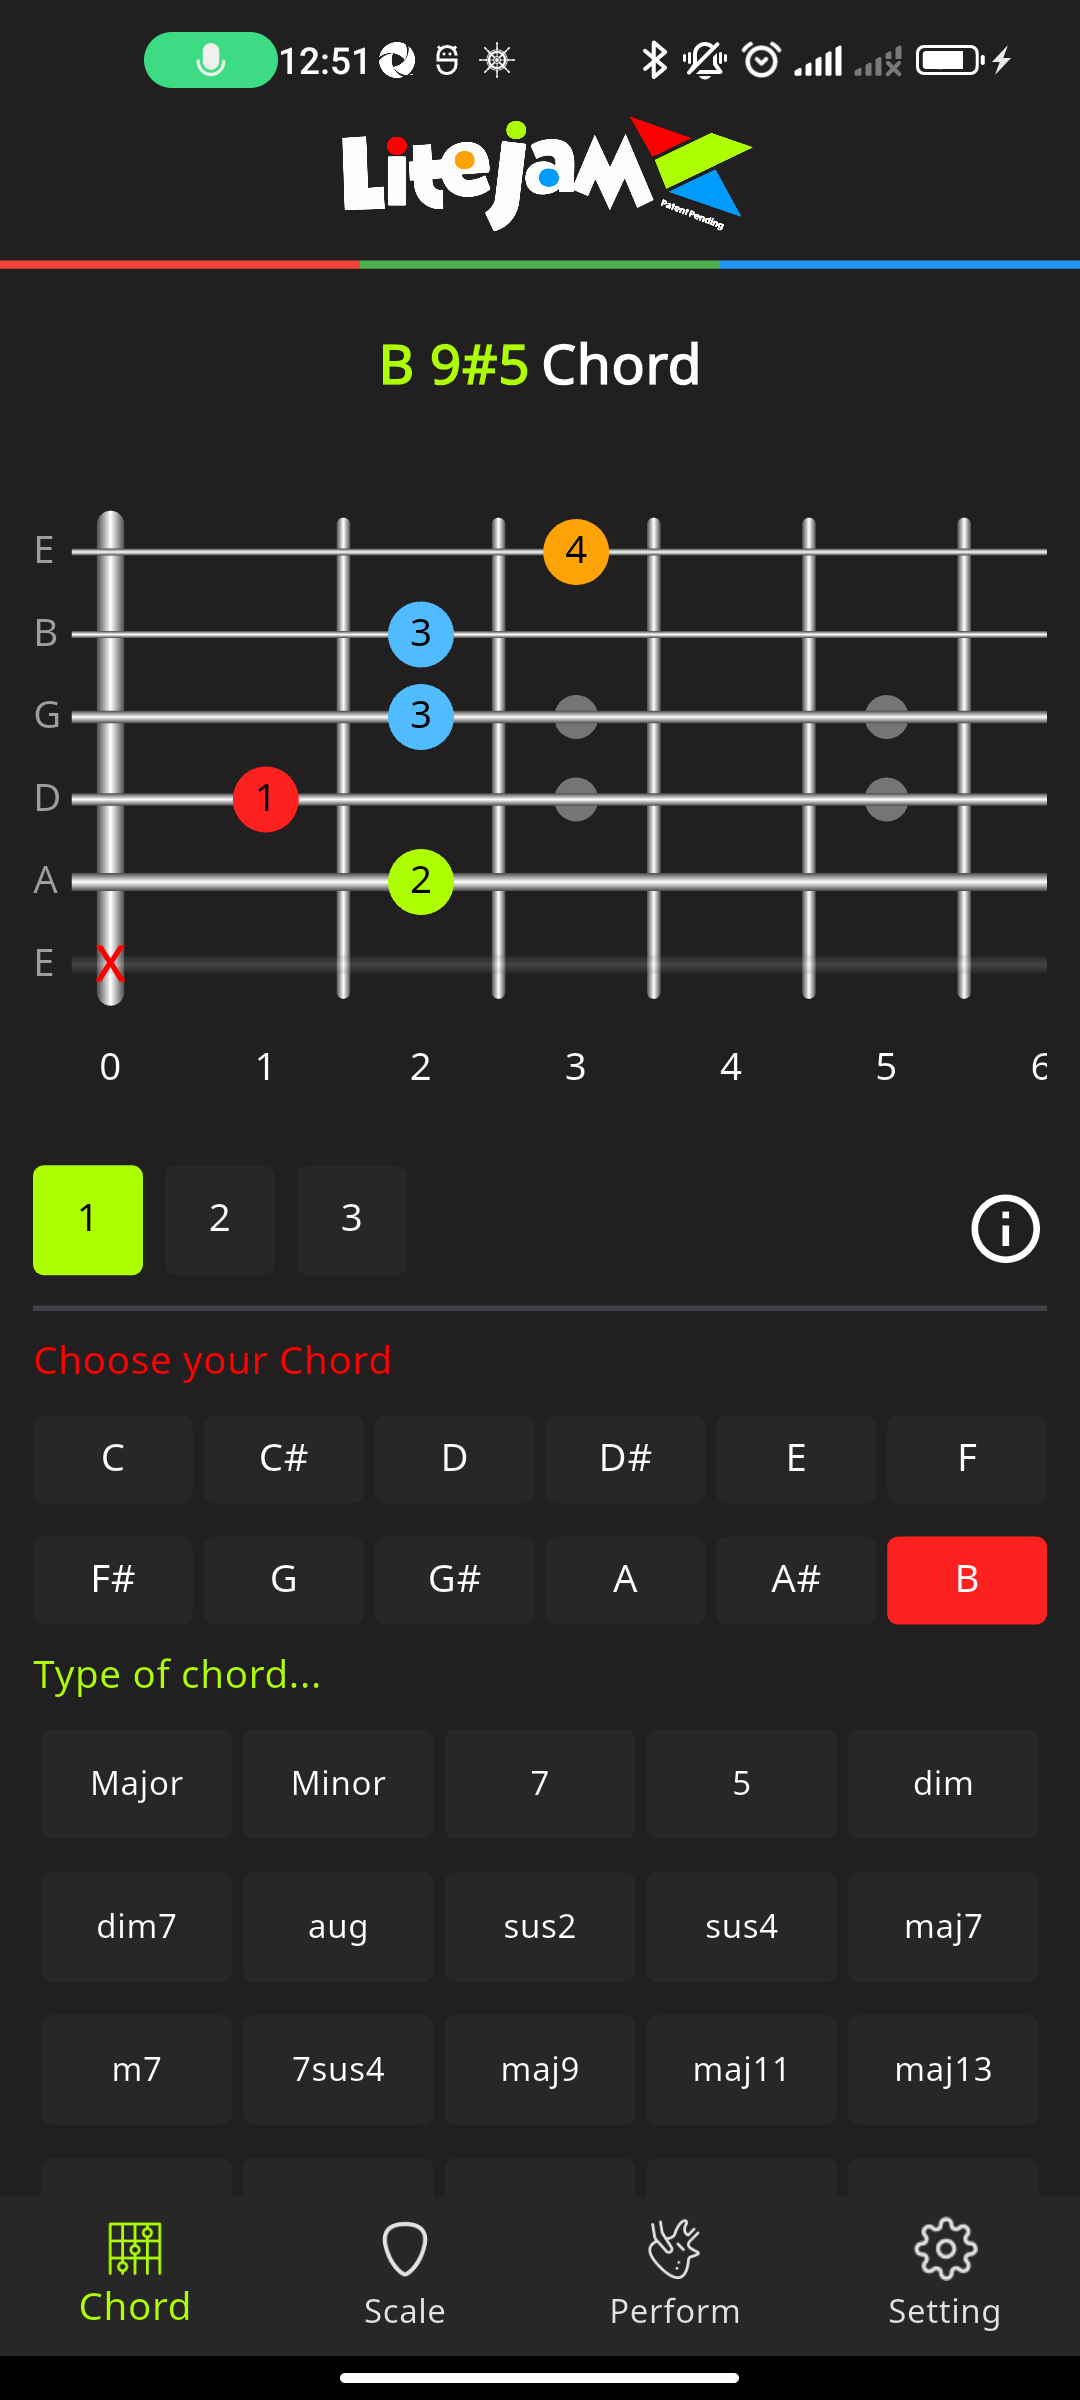 12:51
Litejam
Patent Pending
B 9#5 Chord
E 4
B 3
G 3
D 1
A 2
E X
0 1 2 3 4 5 6
1 2 3
Choose your Chord
C C# D D# E F
F# G G# A A# B
Type of chord...
Major Minor 7 5 dim
dim7 aug sus2 sus4 maj7
m7 7sus4 maj9 maj11 maj13
Chord Scale Perform Setting